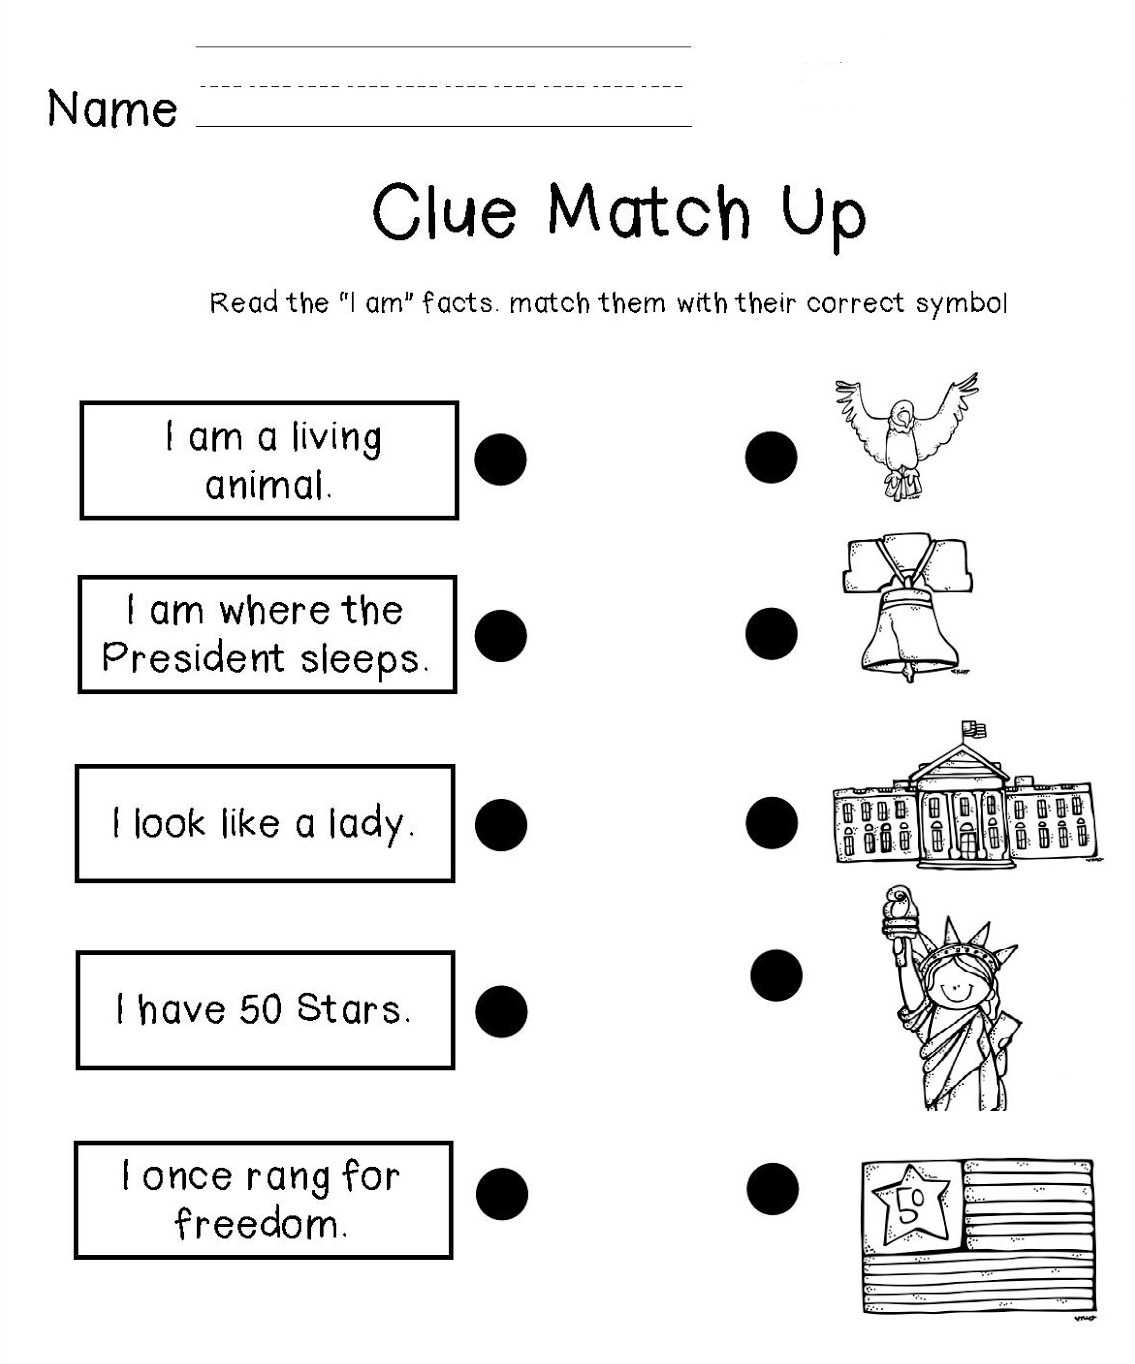 Name
Clue Match Up
Read the "I am" facts. match them with their correct symbol
I am a living
animal.
I am where the
President sleeps.
I look like a lady.
I have 50 Stars.
I once rang for
freedom.
50